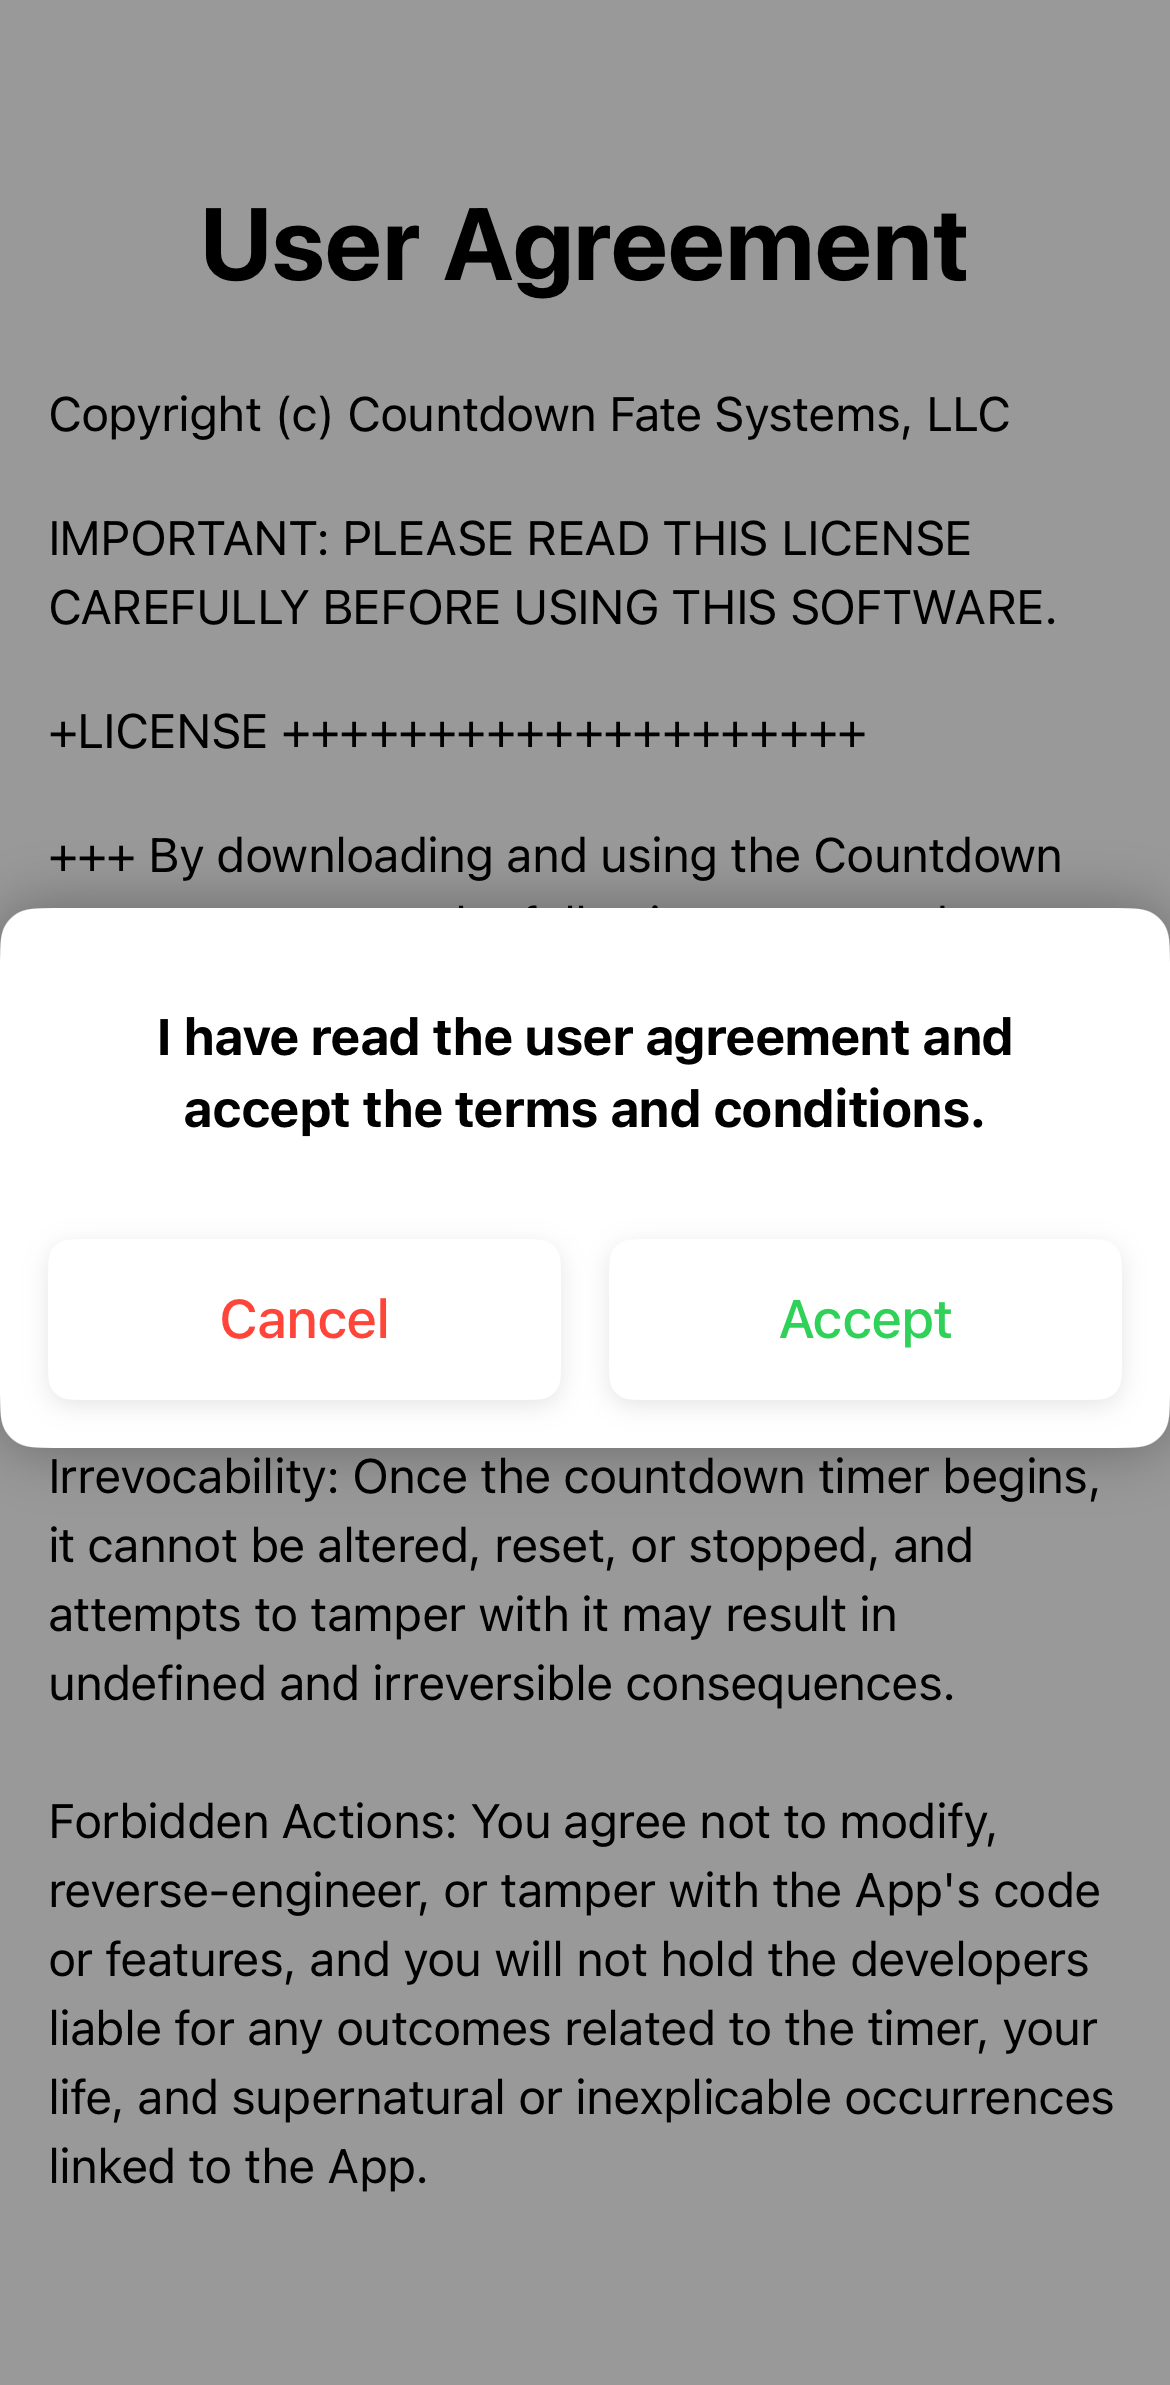 User Agreement
Copyright (c) Countdown Fate Systems, LLC
IMPORTANT: PLEASE READ THIS LICENSE
CAREFULLY BEFORE USING THIS SOFTWARE.
+LICENSE ++++++++++++++++++++
+++ By downloading and using the Countdown
I have read the user agreement and
accept the terms and conditions.
Cancel
Accept
Irrevocability: Once the countdown timer begins,
it cannot be altered, reset, or stopped, and
attempts to tamper with it may result in
undefined and irreversible consequences.
Forbidden Actions: You agree not to modify,
reverse-engineer, or tamper with the App's code
or features, and you will not hold the developers
liable for any outcomes related to the timer, your
life, and supernatural or inexplicable occurrences
linked to the App.